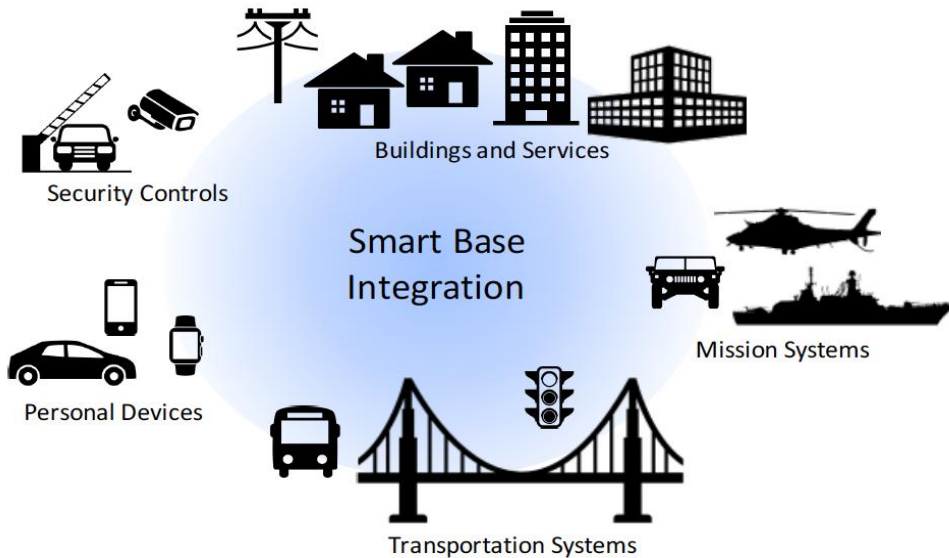 Buildings and Services
Security Controls
Smart Base
Integration
Mission Systems
Personal Devices
Transportation Systems